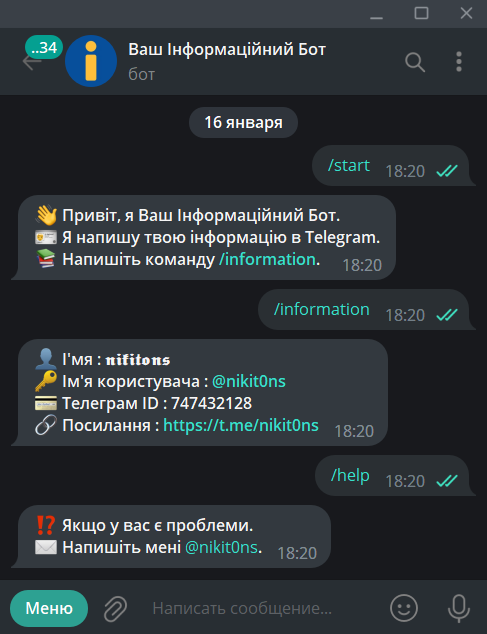 ..34
Ваш Інформаційний Бот
бот
16 января
/start 18:20
👋 Привіт, я Ваш Інформаційний Бот.
🪪 Я напишу твою інформацію в Telegram.
📚 Напишіть команду /information. 18:20
/information 18:20
👤 І'мя : 𝖓𝖎𝖐𝖎𝖙𝖔𝖓𝖘
🔑 Ім'я користувача : @nikit0ns
💳 Телеграм ID : 747432128
🔗 Посилання : https://t.me/nikit0ns 18:20
/help 18:20
⁉️ Якщо у вас є проблеми.
✉️ Напишіть мені @nikit0ns. 18:20
Меню
Написать сообщение...